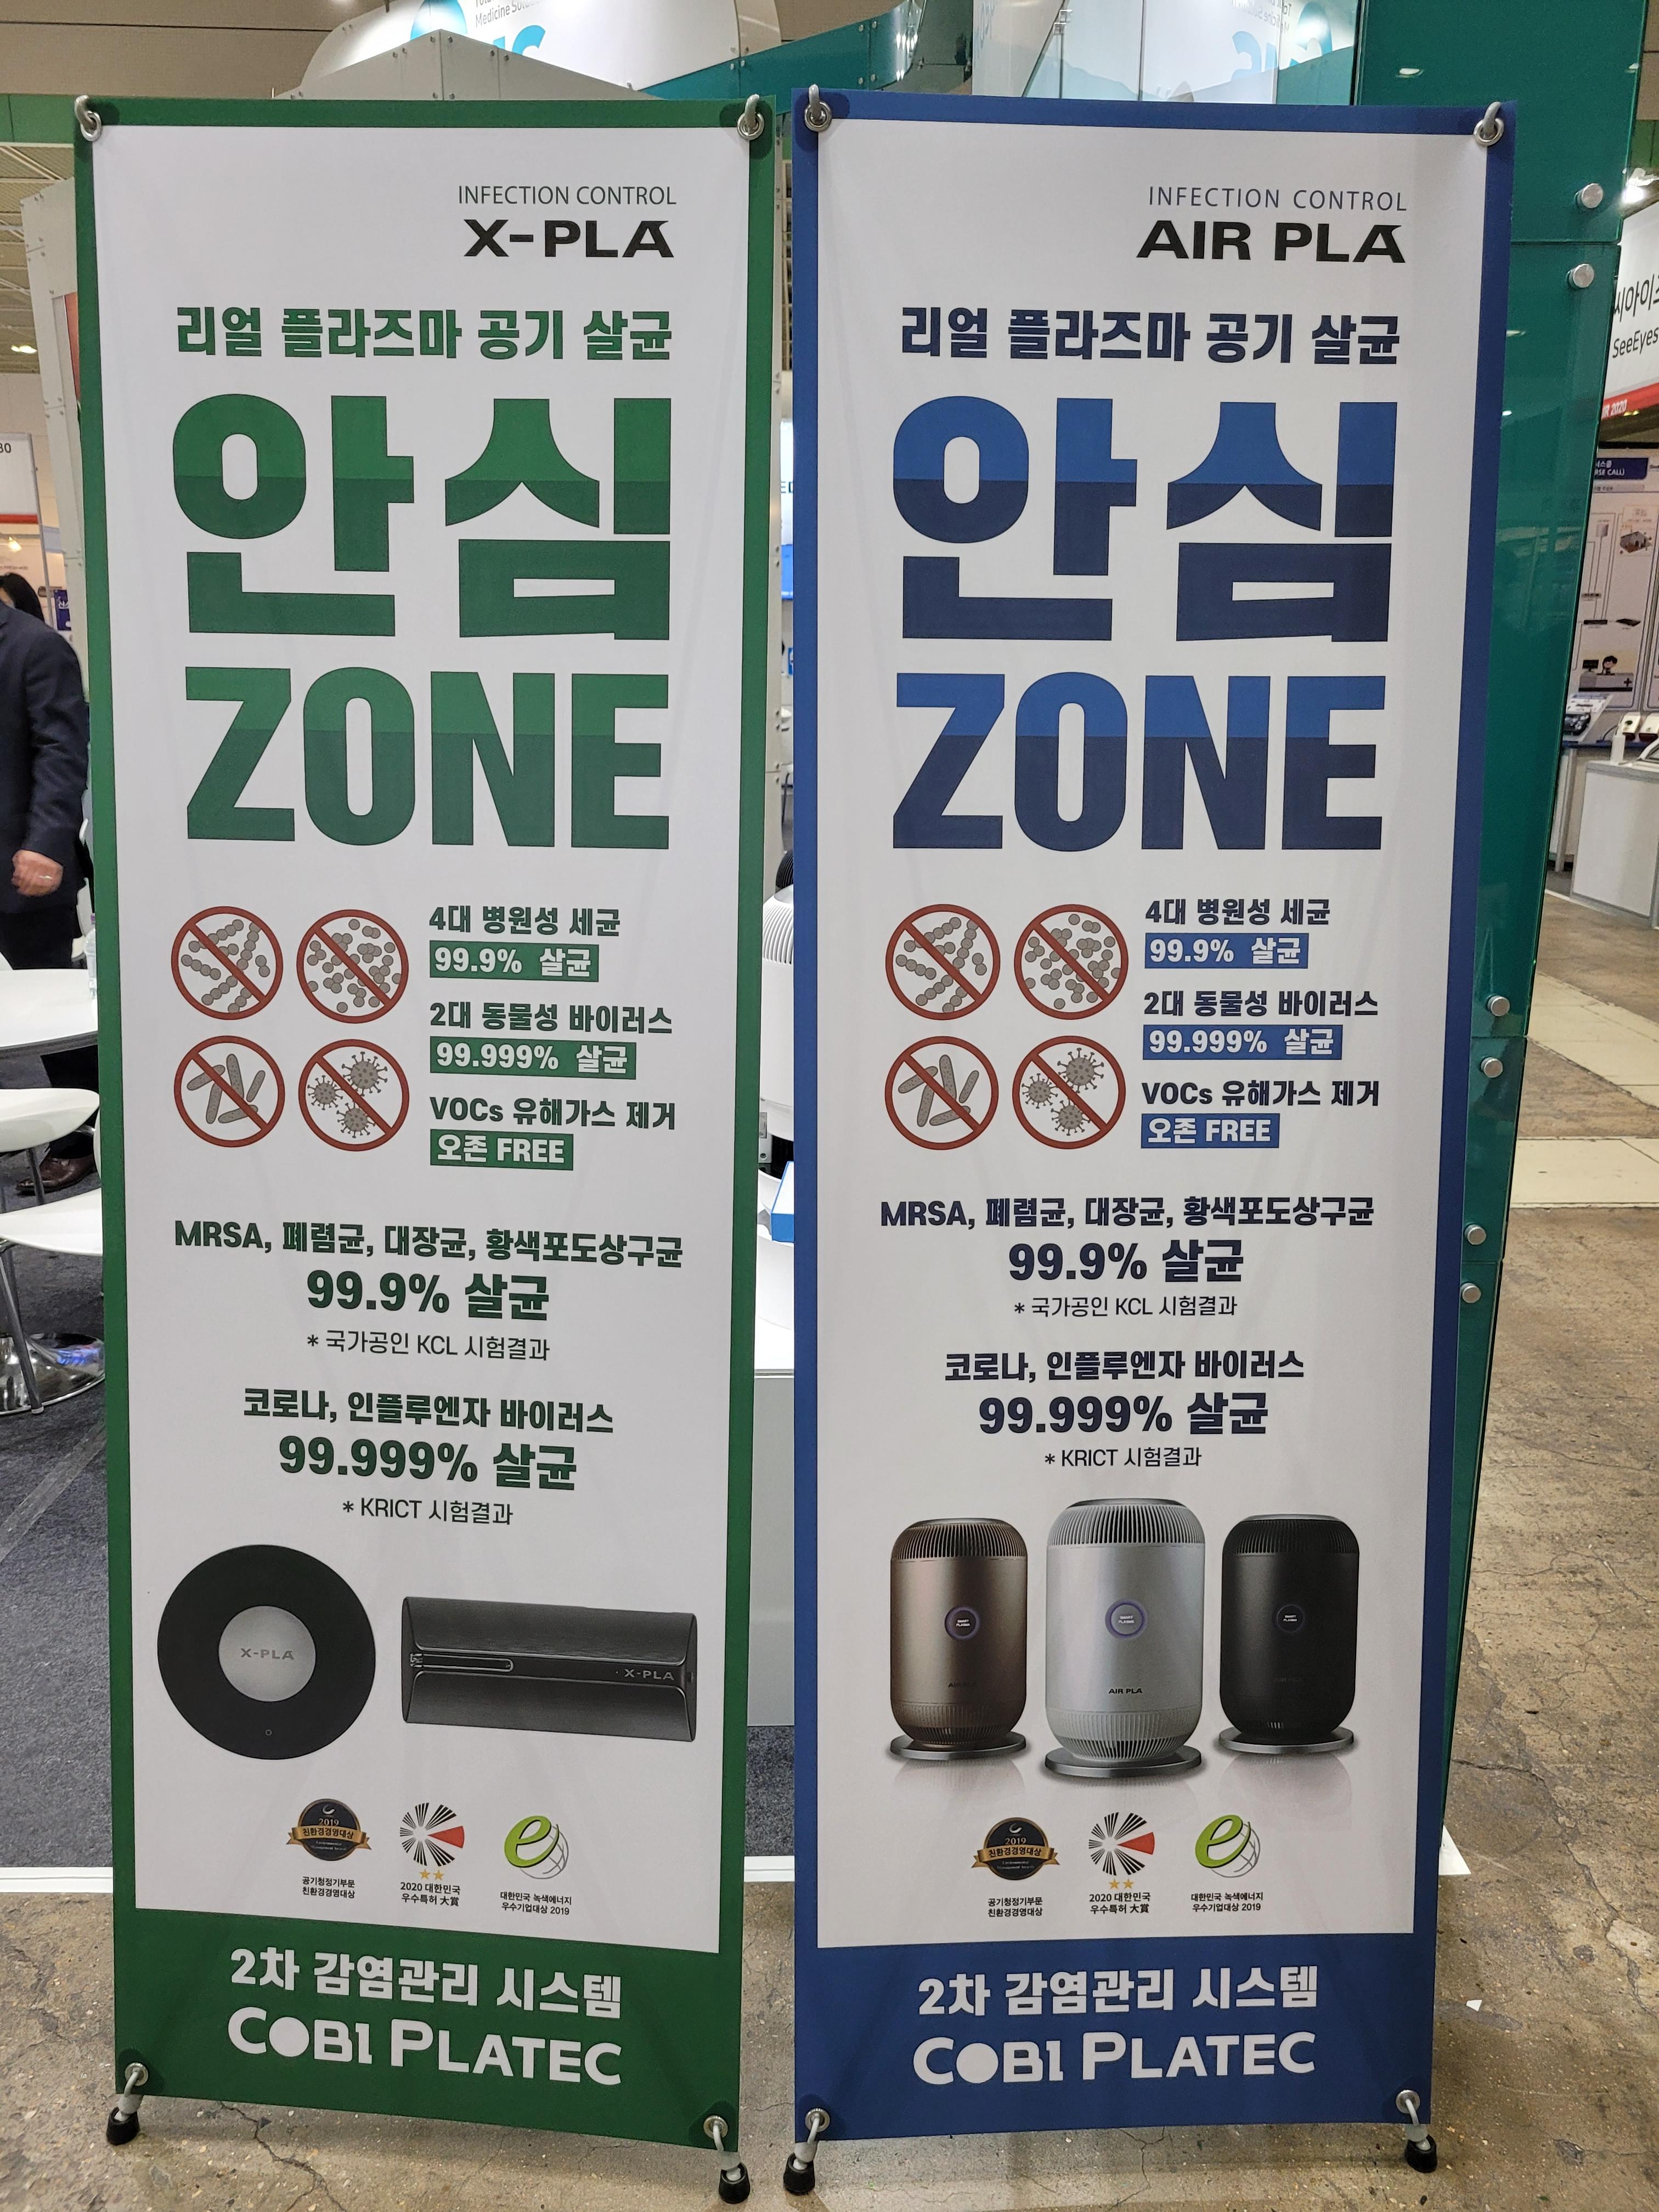 INFECTION CONTROL
X-PLA
리얼 플라즈마 공기 살균
안심
ZONE
4대 병원성 세균
99.9% 살균
2대 동물성 바이러스
99.999% 살균
VOCs 유해가스 제거
오존 FREE
MRSA, 폐렴균, 대장균, 황색포도상구균
99.9% 살균
* 국가공인 KCL 시험결과
코로나, 인플루엔자 바이러스
99.999% 살균
* KRICT 시험결과
X-PLA
X-PLA
2019
친환경경영대상
공기청정기부문
친환경경영대상
2020 대한민국
우수특허 大賞
대한민국 녹색에너지
우수기업대상 2019
2차 감염관리 시스템
COBI PLATEC
INFECTION CONTROL
AIR PLA
리얼 플라즈마 공기 살균
안심
ZONE
4대 병원성 세균
99.9% 살균
2대 동물성 바이러스
99.999% 살균
VOCs 유해가스 제거
오존 FREE
MRSA, 폐렴균, 대장균, 황색포도상구균
99.9% 살균
* 국가공인 KCL 시험결과
코로나, 인플루엔자 바이러스
99.999% 살균
* KRICT 시험결과
SMART
PLASMA
AIR PLA
2019
친환경경영대상
공기청정기부문
친환경경영대상
2020 대한민국
우수특허 大賞
대한민국 녹색에너지
우수기업대상 2019
2차 감염관리 시스템
COBI PLATEC
씨아이
SeeEyes